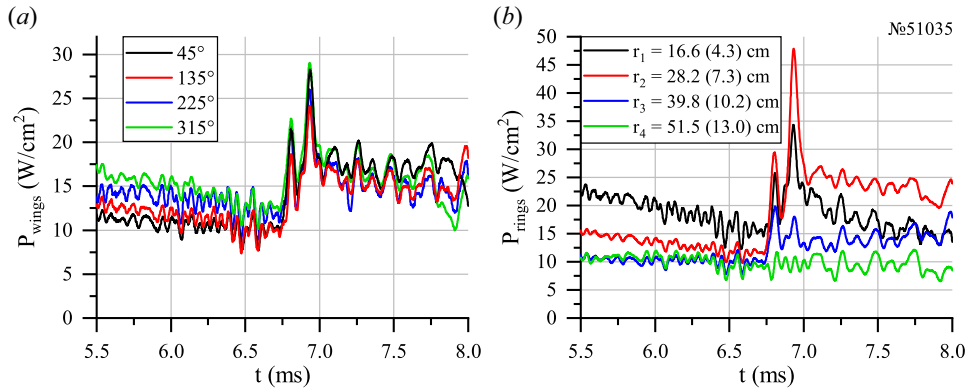 (a)
P_wings (W/cm²)
30
25
20
15
10
5
0
45°
135°
225°
315°
5.5 6.0 6.5 7.0 7.5 8.0
t (ms)
(b)
№51035
P_rings (W/cm²)
50
45
40
35
30
25
20
15
10
5
0
r₁ = 16.6 (4.3) cm
r₂ = 28.2 (7.3) cm
r₃ = 39.8 (10.2) cm
r₄ = 51.5 (13.0) cm
5.5 6.0 6.5 7.0 7.5 8.0
t (ms)